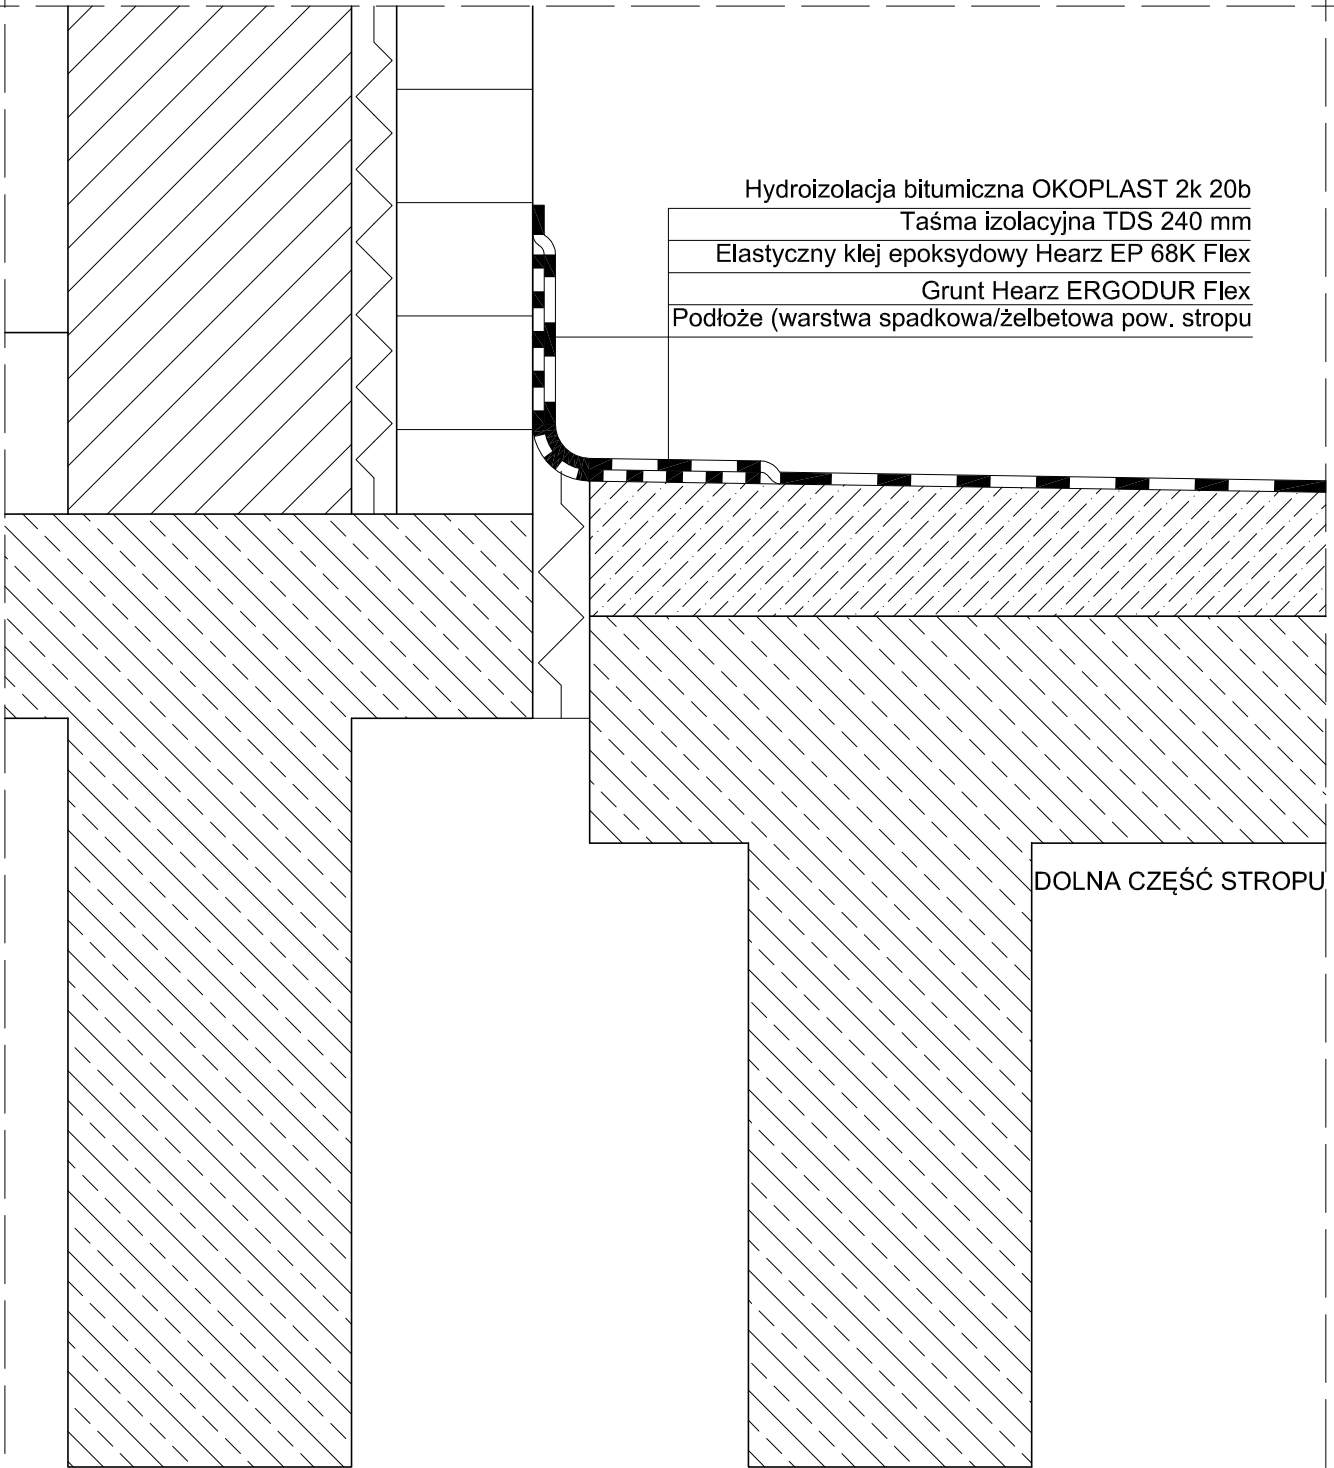 Hydroizolacja bitumiczna OKOPLAST 2k 20b
Taśma izolacyjna TDS 240 mm
Elastyczny klej epoksydowy Hearz EP 68K Flex
Grunt Hearz ERGODUR Flex
Podłoże (warstwa spadkowa/żelbetowa pow. stropu
DOLNA CZĘŚĆ STROPU